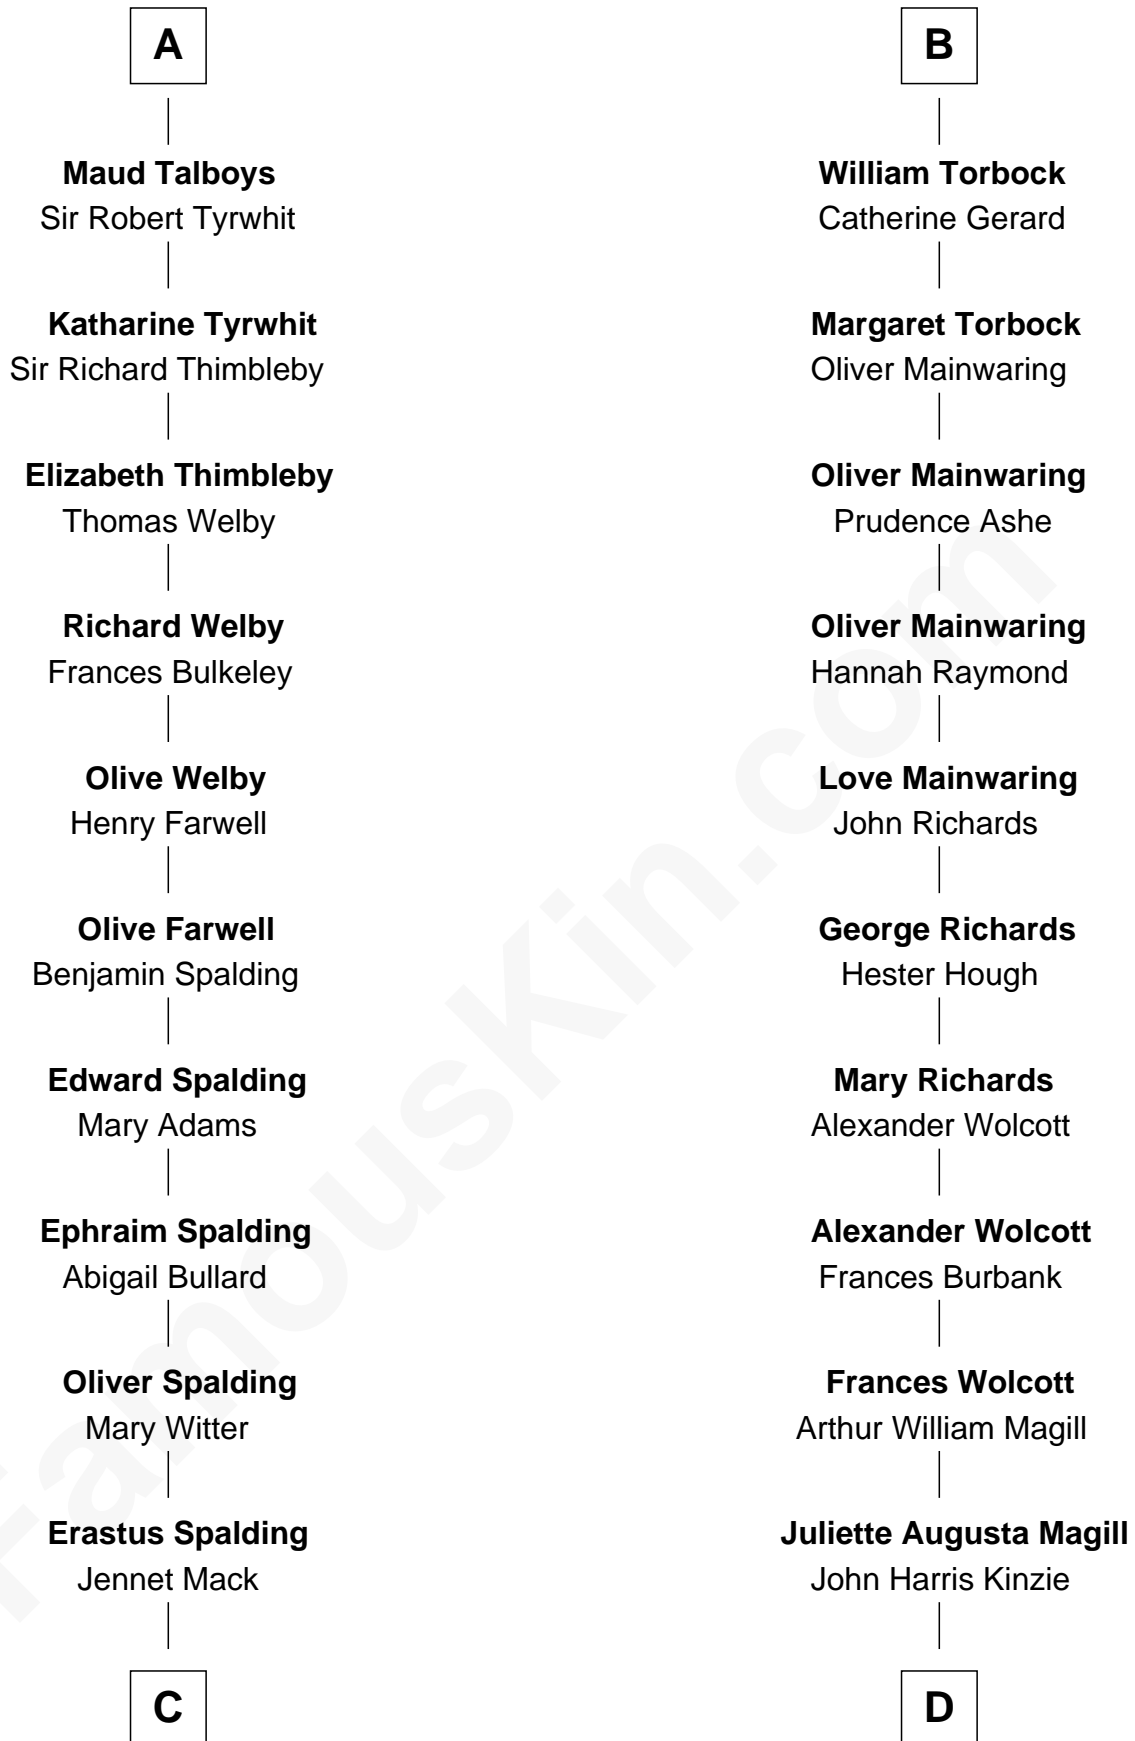 A
Maud Talboys
Sir Robert Tyrwhit
Katharine Tyrwhit
Sir Richard Thimbleby
Elizabeth Thimbleby
Thomas Welby
Richard Welby
Frances Bulkeley
Olive Welby
Henry Farwell
Olive Farwell
Benjamin Spalding
Edward Spalding
Mary Adams
Ephraim Spalding
Abigail Bullard
Oliver Spalding
Mary Witter
Erastus Spalding
Jennet Mack
C
B
William Torbock
Catherine Gerard
Margaret Torbock
Oliver Mainwaring
Oliver Mainwaring
Prudence Ashe
Oliver Mainwaring
Hannah Raymond
Love Mainwaring
John Richards
George Richards
Hester Hough
Mary Richards
Alexander Wolcott
Alexander Wolcott
Frances Burbank
Frances Wolcott
Arthur William Magill
Juliette Augusta Magill
John Harris Kinzie
D
FamousKin.com